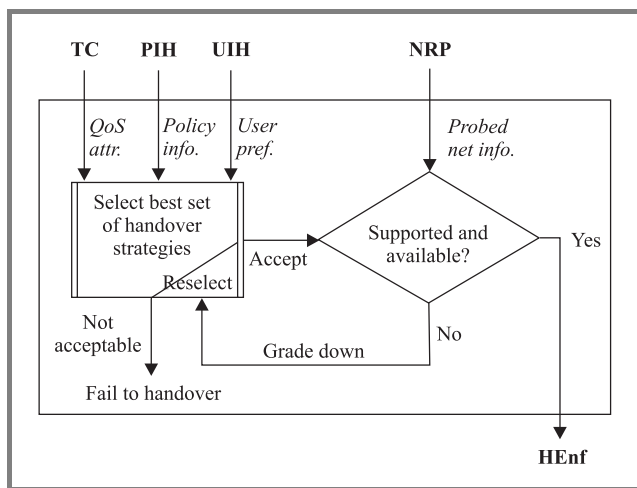 TC PIH UIH NRP
QoS Policy User Probed
attr. info. pref. net info.
Select best set
of handover
strategies
Supported and
available?
Yes
Accept
Reselect
Not
acceptable
No
Grade down
Fail to handover
HEnf